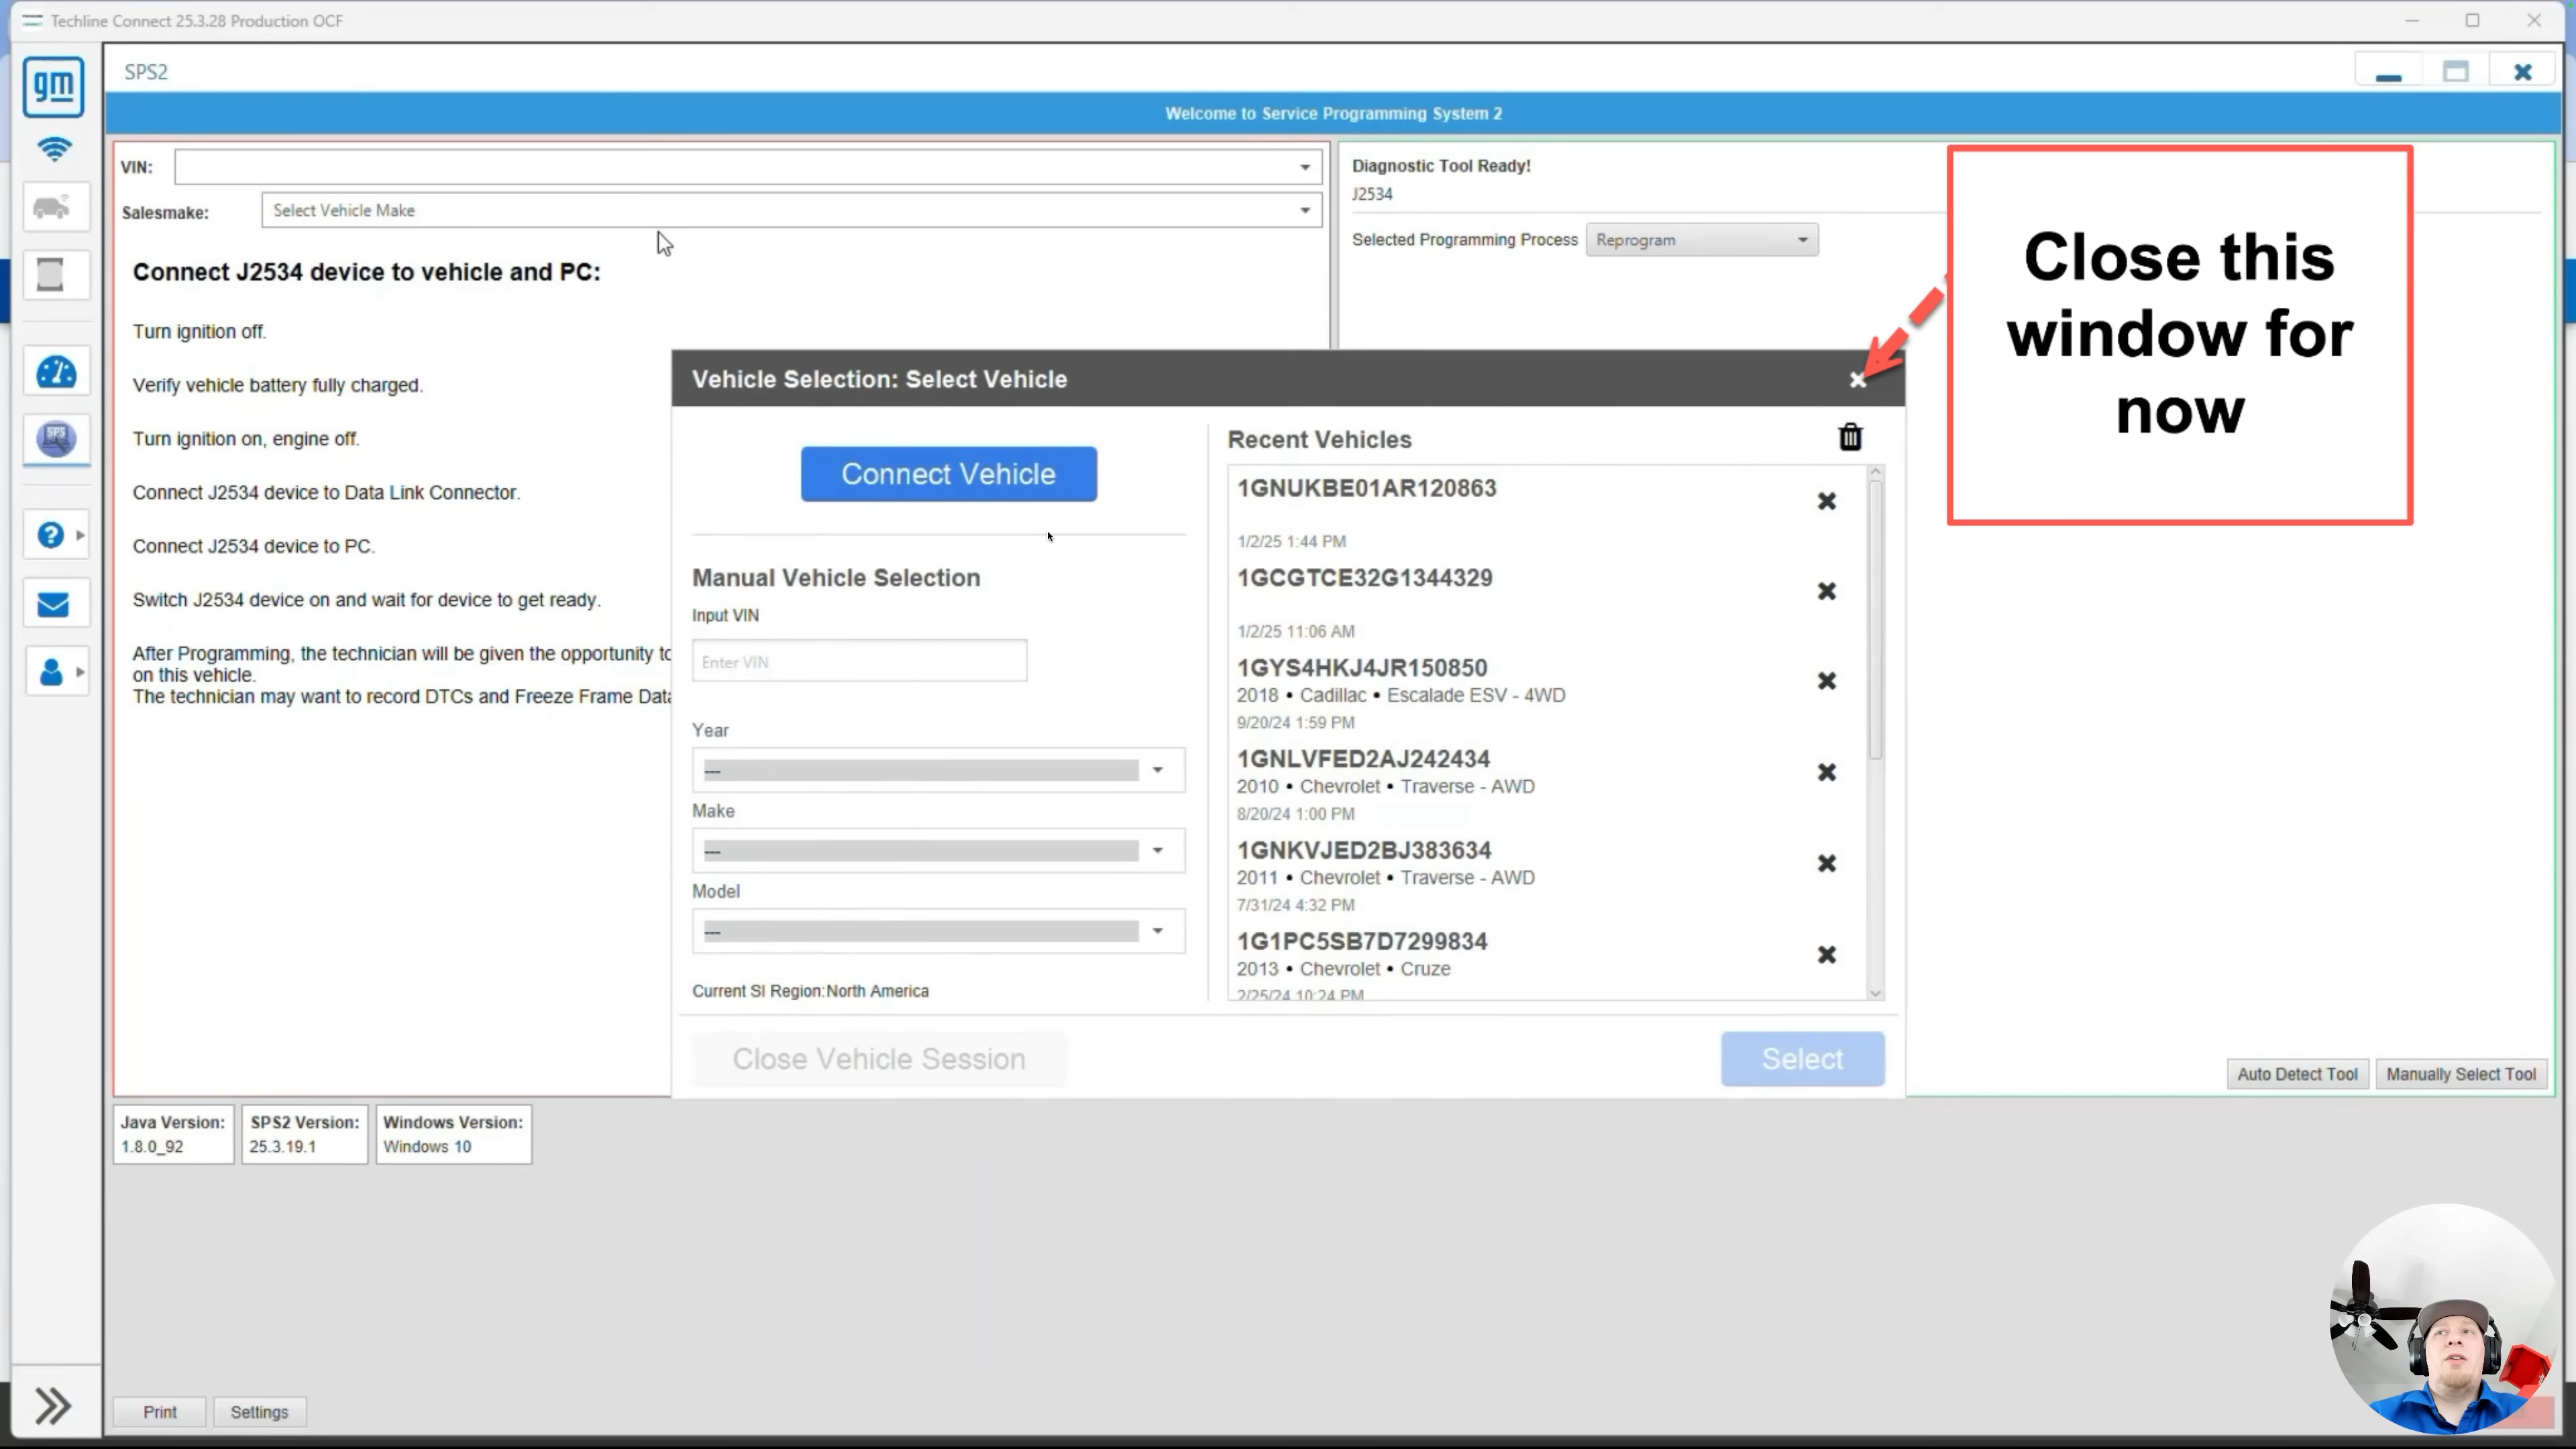 Techline Connect 25.3.28 Production OCF
gm
SPS2
Welcome to Service Programming System 2
VIN:
Salesmake: Select Vehicle Make
Connect J2534 device to vehicle and PC:
Turn ignition off.
Verify vehicle battery fully charged.
Turn ignition on, engine off.
Connect J2534 device to Data Link Connector.
Connect J2534 device to PC.
Switch J2534 device on and wait for device to get ready.
After Programming, the technician will be given the opportunity to
on this vehicle.
The technician may want to record DTCs and Freeze Frame Data
Diagnostic Tool Ready!
J2534
Selected Programming Process Reprogram
Close this
window for
now
SPS
Vehicle Selection: Select Vehicle
Connect Vehicle
Manual Vehicle Selection
Input VIN
Enter VIN
Year
---
Make
---
Model
---
Current SI Region:North America
Recent Vehicles
1GNUKBE01AR120863
1/2/25 1:44 PM
1GCGTCE32G1344329
1/2/25 11:06 AM
1GYS4HKJ4JR150850
2018 • Cadillac • Escalade ESV - 4WD
9/20/24 1:59 PM
1GNLVFED2AJ242434
2010 • Chevrolet • Traverse - AWD
8/20/24 1:00 PM
1GNKVJED2BJ383634
2011 • Chevrolet • Traverse - AWD
7/31/24 4:32 PM
1G1PC5SB7D7299834
2013 • Chevrolet • Cruze
2/25/24 10:24 PM
Close Vehicle Session
Select
Auto Detect Tool
Manually Select Tool
Java Version:
1.8.0_92
SPS2 Version:
25.3.19.1
Windows Version:
Windows 10
Print
Settings